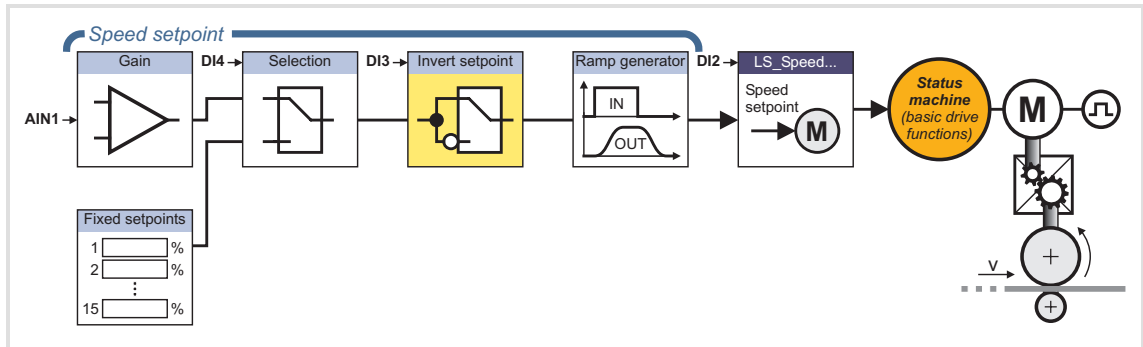 Speed setpoint
Gain
DI4
Selection
DI3
Invert setpoint
Ramp generator
DI2
LS_Speed...
AIN1
IN
OUT
Speed
setpoint
M
Status
machine
(basic drive
functions)
M
Fixed setpoints
1 %
2 %
⋮
15 %
V
+
+